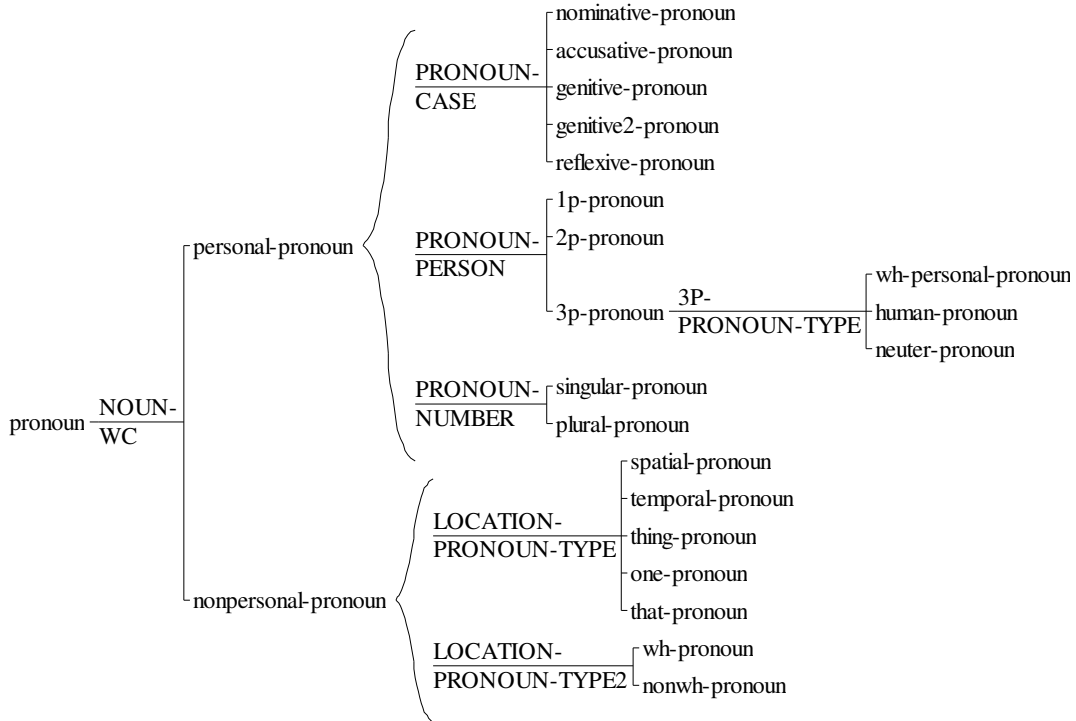 nominative-pronoun
accusative-pronoun
PRONOUN-
CASE
genitive-pronoun
genitive2-pronoun
reflexive-pronoun
1p-pronoun
2p-pronoun
personal-pronoun
PRONOUN-
PERSON
3p-pronoun
3P-
PRONOUN-TYPE
wh-personal-pronoun
human-pronoun
neuter-pronoun
PRONOUN-
NUMBER
singular-pronoun
plural-pronoun
pronoun
NOUN-
WC
spatial-pronoun
temporal-pronoun
LOCATION-
PRONOUN-TYPE
thing-pronoun
one-pronoun
that-pronoun
nonpersonal-pronoun
LOCATION-
PRONOUN-TYPE2
wh-pronoun
nonwh-pronoun